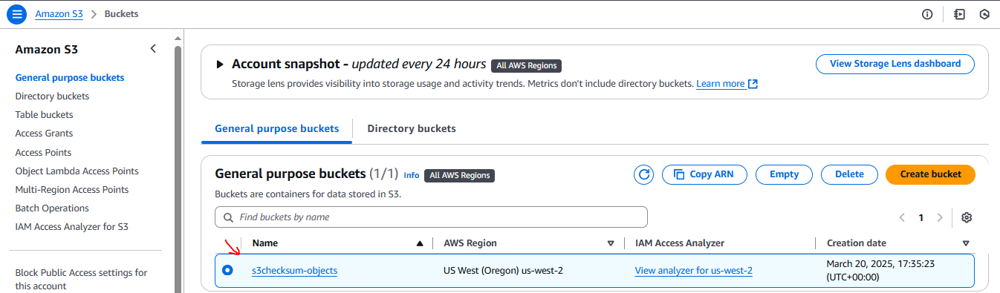 Amazon S3 > Buckets
Amazon S3
General purpose buckets
Directory buckets
Table buckets
Access Grants
Access Points
Object Lambda Access Points
Multi-Region Access Points
Batch Operations
IAM Access Analyzer for S3
Block Public Access settings for
this account
Account snapshot - updated every 24 hours All AWS Regions
View Storage Lens dashboard
Storage lens provides visibility into storage usage and activity trends. Metrics don't include directory buckets. Learn more
General purpose buckets Directory buckets
General purpose buckets (1/1) Info All AWS Regions
Copy ARN Empty Delete Create bucket
Buckets are containers for data stored in S3.
Find buckets by name
1
Name AWS Region IAM Access Analyzer Creation date
s3checksum-objects US West (Oregon) us-west-2 View analyzer for us-west-2 March 20, 2025, 17:35:23
(UTC+00:00)